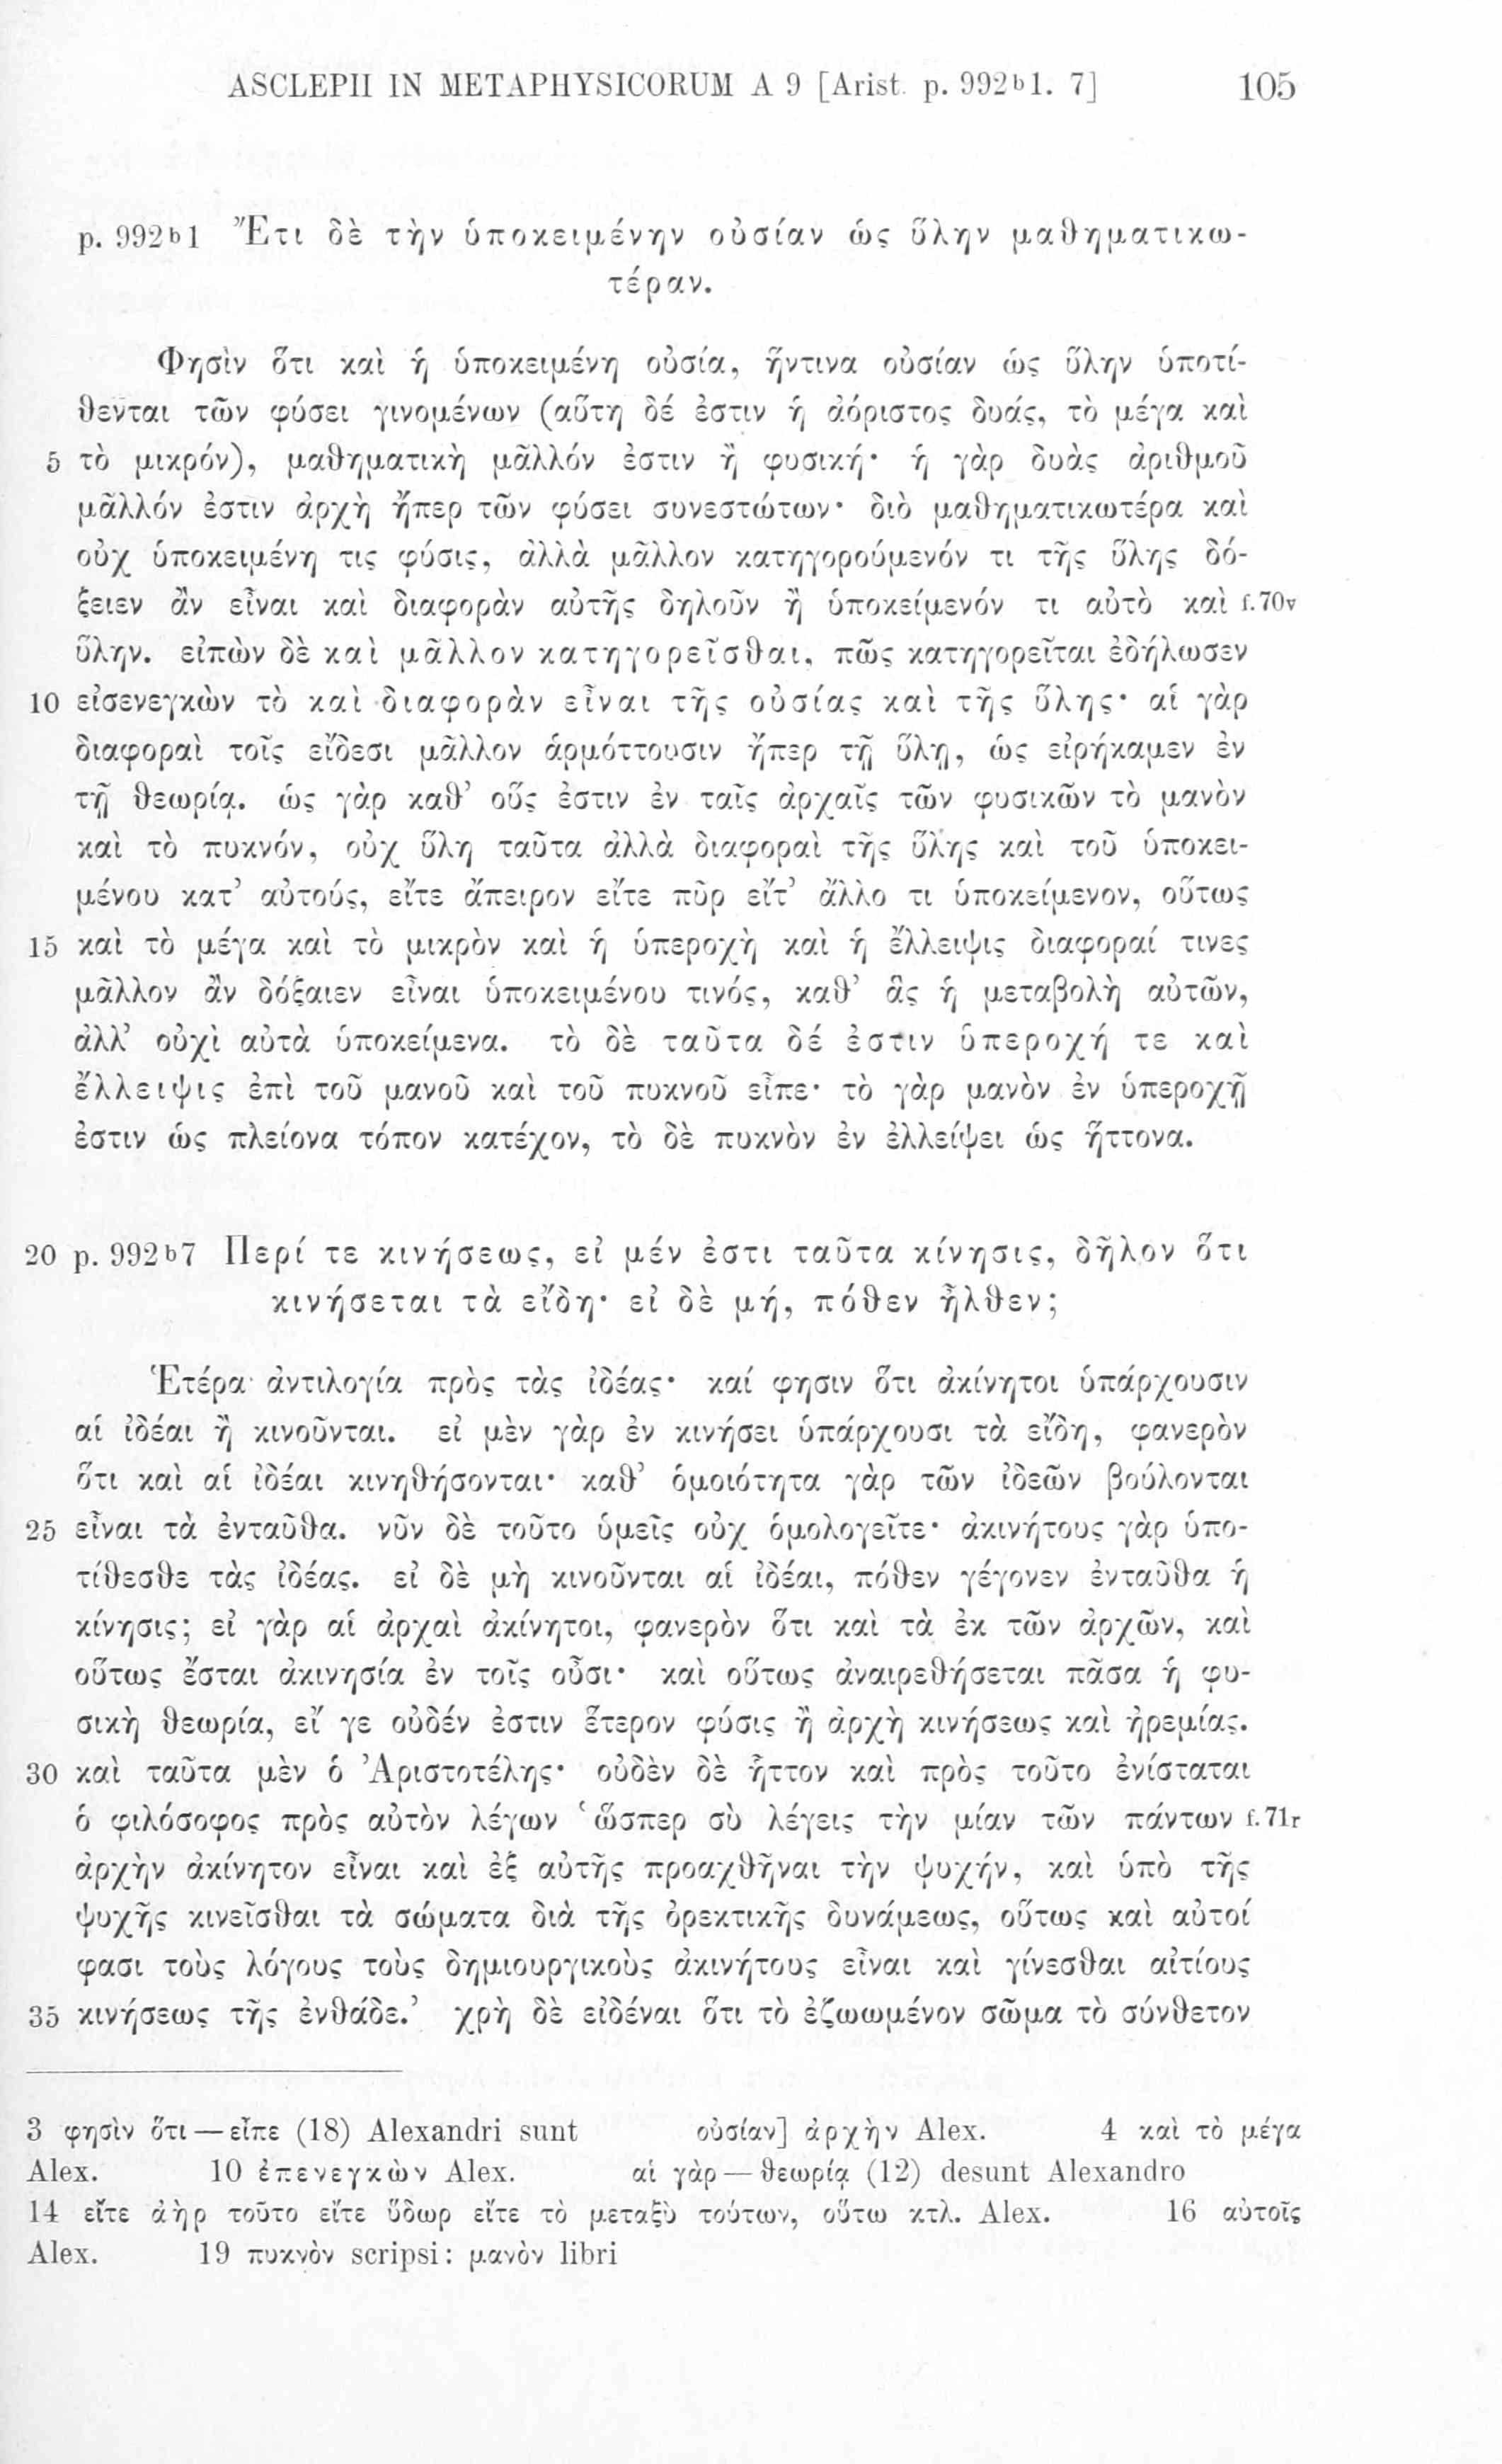 ASCLEPII IN METAPHYSICORUM A 9 [Arist. p. 992b1. 7] 105
p. 992b1 Ἔτι δὲ τὴν ὑποκειμένην οὐσίαν ὡς ὕλην μαθηματικω-
τέραν.
Φησὶν ὅτι καὶ ἡ ὑποκειμένη οὐσία, ἥντινα οὐσίαν ὡς ὕλην ὑποτί-
θενται τῶν φύσει γινομένων (αὕτη δέ ἐστιν ἡ ἀόριστος δυάς, τὸ μέγα καὶ
5 τὸ μικρόν), μαθηματικὴ μᾶλλόν ἐστιν ἢ φυσική· ἡ γὰρ δυὰς ἀριθμοῦ
μᾶλλόν ἐστιν ἀρχὴ ἤπερ τῶν φύσει συνεστώτων· διὸ μαθηματικωτέρα καὶ
οὐχ ὑποκειμένη τις φύσις, ἀλλὰ μᾶλλον κατηγορούμενόν τι τῆς ὕλης δό-
ξειεν ἂν εἶναι καὶ διαφορὰν αὐτῆς δηλοῦν ἢ ὑποκείμενόν τι αὐτὸ καὶ f.70v
ὕλην. εἰπὼν δὲ καὶ μᾶλλον κατηγορεῖσθαι, πῶς κατηγορεῖται ἐδήλωσεν
10 εἰσενεγκὼν τὸ καὶ διαφορὰν εἶναι τῆς οὐσίας καὶ τῆς ὕλης· αἱ γὰρ
διαφοραὶ τοῖς εἴδεσι μᾶλλον ἁρμόττουσιν ἤπερ τῇ ὕλῃ, ὡς εἰρήκαμεν ἐν
τῇ θεωρίᾳ. ὡς γὰρ καθ’ οὕς ἐστιν ἐν ταῖς ἀρχαῖς τῶν φυσικῶν τὸ μανὸν
καὶ τὸ πυκνόν, οὐχ ὕλη ταῦτα ἀλλὰ διαφοραὶ τῆς ὕλης καὶ τοῦ ὑποκει-
μένου κατ’ αὐτούς, εἴτε ἄπειρον εἴτε πῦρ εἴτ’ ἄλλο τι ὑποκείμενον, οὕτως
15 καὶ τὸ μέγα καὶ τὸ μικρὸν καὶ ἡ ὑπεροχὴ καὶ ἡ ἔλλειψις διαφοραί τινες
μᾶλλον ἂν δόξαιεν εἶναι ὑποκειμένου τινός, καθ’ ἃς ἡ μεταβολὴ αὐτῶν,
ἀλλ’ οὐχὶ αὐτὰ ὑποκείμενα. τὸ δὲ ταῦτα δέ ἐστιν ὑπεροχή τε καὶ
ἔλλειψις ἐπὶ τοῦ μανοῦ καὶ τοῦ πυκνοῦ εἶπε· τὸ γὰρ μανὸν ἐν ὑπεροχῇ
ἐστιν ὡς πλείονα τόπον κατέχον, τὸ δὲ πυκνὸν ἐν ἐλλείψει ὡς ἥττονα.
20 p. 992b7 Περί τε κινήσεως, εἰ μέν ἐστι ταῦτα κίνησις, δῆλον ὅτι
κινήσεται τὰ εἴδη· εἰ δὲ μή, πόθεν ἦλθεν;
Ἑτέρα ἀντιλογία πρὸς τὰς ἰδέας· καί φησιν ὅτι ἀκίνητοι ὑπάρχουσιν
αἱ ἰδέαι ἢ κινοῦνται. εἰ μὲν γὰρ ἐν κινήσει ὑπάρχουσι τὰ εἴδη, φανερὸν
ὅτι καὶ αἱ ἰδέαι κινηθήσονται· καθ’ ὁμοιότητα γὰρ τῶν ἰδεῶν βούλονται
25 εἶναι τὰ ἐνταῦθα. νῦν δὲ τοῦτο ὑμεῖς οὐχ ὁμολογεῖτε· ἀκινήτους γὰρ ὑπο-
τίθεσθε τὰς ἰδέας. εἰ δὲ μὴ κινοῦνται αἱ ἰδέαι, πόθεν γέγονεν ἐνταῦθα ἡ
κίνησις; εἰ γὰρ αἱ ἀρχαὶ ἀκίνητοι, φανερὸν ὅτι καὶ τὰ ἐκ τῶν ἀρχῶν, καὶ
οὕτως ἔσται ἀκινησία ἐν τοῖς οὖσι· καὶ οὕτως ἀναιρεθήσεται πᾶσα ἡ φυ-
σικὴ θεωρία, εἴ γε οὐδέν ἐστιν ἕτερον φύσις ἢ ἀρχὴ κινήσεως καὶ ἠρεμίας.
30 καὶ ταῦτα μὲν ὁ Ἀριστοτέλης· οὐδὲν δὲ ἧττον καὶ πρὸς τοῦτο ἐνίσταται
ὁ φιλόσοφος πρὸς αὐτὸν λέγων ‘ὥσπερ σὺ λέγεις τὴν μίαν τῶν πάντων f.71r
ἀρχὴν ἀκίνητον εἶναι καὶ ἐξ αὐτῆς προαχθῆναι τὴν ψυχήν, καὶ ὑπὸ τῆς
ψυχῆς κινεῖσθαι τὰ σώματα διὰ τῆς ὀρεκτικῆς δυνάμεως, οὕτως καὶ αὐτοί
φασι τοὺς λόγους τοὺς δημιουργικοὺς ἀκινήτους εἶναι καὶ γίνεσθαι αἰτίους
35 κινήσεως τῆς ἐνθάδε.’ χρὴ δὲ εἰδέναι ὅτι τὸ ἐζωωμένον σῶμα τὸ σύνθετον
3 φησὶν ὅτι — εἶπε (18) Alexandri sunt οὐσίαν] ἀρχὴν Alex. 4 καὶ τὸ μέγα
Alex. 10 ἐπενεγκὼν Alex. αἱ γὰρ — θεωρίᾳ (12) desunt Alexandro
14 εἴτε ἀὴρ τοῦτο εἴτε ὕδωρ εἴτε τὸ μεταξὺ τούτων, οὕτω κτλ. Alex. 16 αὐτοῖς
Alex. 19 πυκνὸν scripsi: μανὸν libri